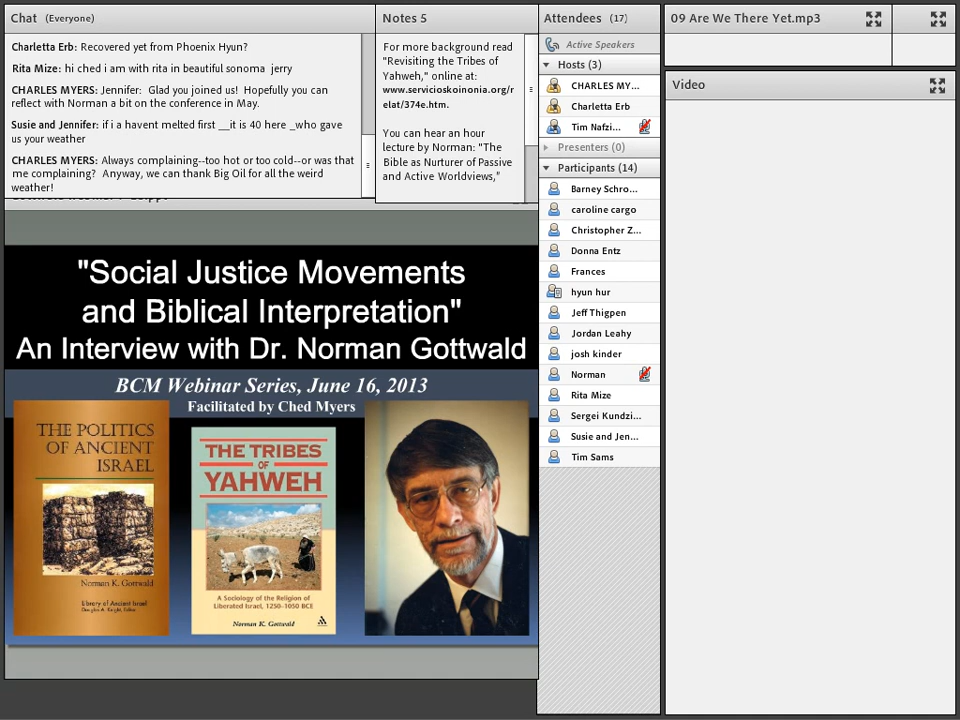 Chat (Everyone)
Charletta Erb: Recovered yet from Phoenix Hyun?
Rita Mize: hi ched i am with rita in beautiful sonoma jerry
CHARLES MYERS: Jennifer: Glad you joined us! Hopefully you can
reflect with Norman a bit on the conference in May.
Susie and Jennifer: if i a havent melted first __it is 40 here _who gave
us your weather
CHARLES MYERS: Always complaining--too hot or too cold--or was that
me complaining? Anyway, we can thank Big Oil for all the weird
weather!
Notes 5
For more background read
"Revisiting the Tribes of
Yahweh," online at:
www.servicioskoinonia.org/r
elat/374e.htm.
You can hear an hour
lecture by Norman: "The
Bible as Nurturer of Passive
and Active Worldviews,"
Attendees (17)
Active Speakers
Hosts (3)
CHARLES MY...
Charletta Erb
Tim Nafzi...
Presenters (0)
Participants (14)
Barney Schro...
caroline cargo
Christopher Z...
Donna Entz
Frances
hyun hur
Jeff Thigpen
Jordan Leahy
josh kinder
Norman
Rita Mize
Sergei Kundzi...
Susie and Jen...
Tim Sams
09 Are We There Yet.mp3
Video
"Social Justice Movements
and Biblical Interpretation"
An Interview with Dr. Norman Gottwald
BCM Webinar Series, June 16, 2013
Facilitated by Ched Myers
THE POLITICS
OF ANCIENT
ISRAEL
Norman K. Gottwald
Library of Ancient Israel
Douglas A. Knight, Editor
THE TRIBES
OF
YAHWEH
A Sociology of the Religion of
Liberated Israel, 1250-1050 BCE
Norman K. Gottwald